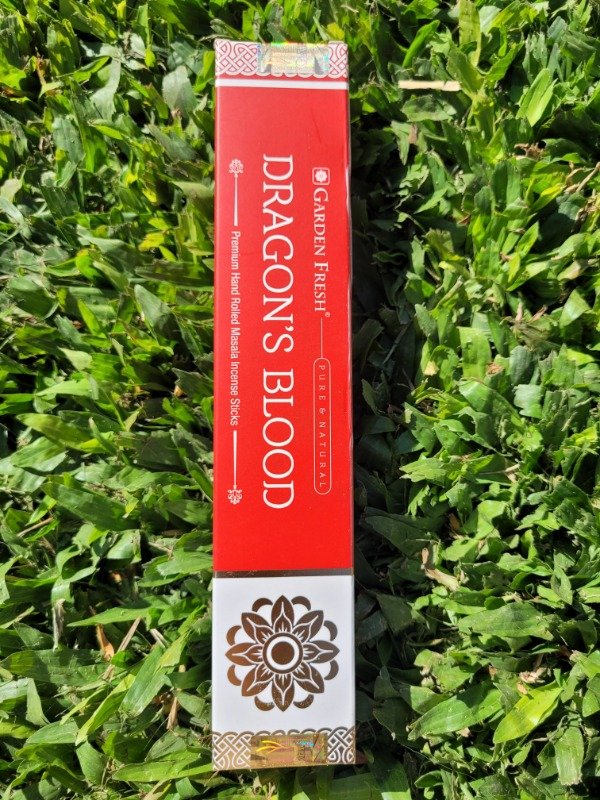 GARDEN FRESH®
PURE & NATURAL
DRAGON'S BLOOD
Premium Hand Rolled Masala Incense Sticks